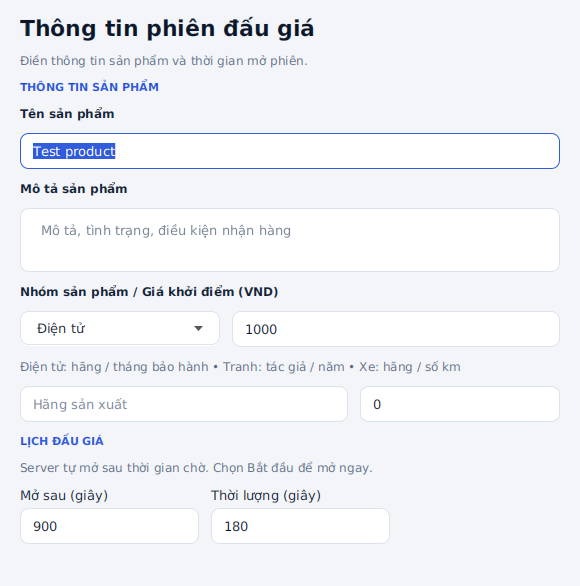 Thông tin phiên đấu giá
Điền thông tin sản phẩm và thời gian mở phiên.
THÔNG TIN SẢN PHẨM
Tên sản phẩm
Test product
Mô tả sản phẩm
Mô tả, tình trạng, điều kiện nhận hàng
Nhóm sản phẩm / Giá khởi điểm (VND)
Điện tử 1000
Điện tử: hãng / tháng bảo hành • Tranh: tác giả / năm • Xe: hãng / số km
Hãng sản xuất 0
LỊCH ĐẤU GIÁ
Server tự mở sau thời gian chờ. Chọn Bắt đầu để mở ngay.
Mở sau (giây) Thời lượng (giây)
900 180